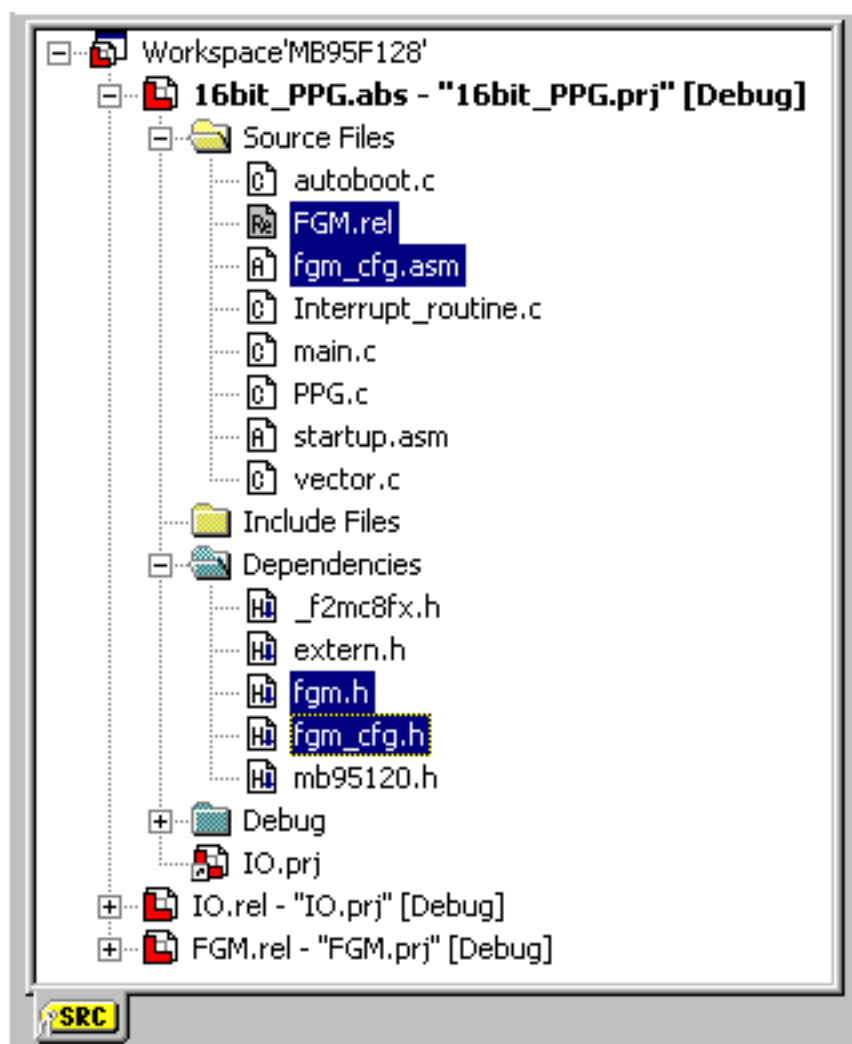 Workspace'MB95F128'
16bit_PPG.abs - "16bit_PPG.prj" [Debug]
Source Files
autoboot.c
FGM.rel
fgm_cfg.asm
Interrupt_routine.c
main.c
PPG.c
startup.asm
vector.c
Include Files
Dependencies
_f2mc8fx.h
extern.h
fgm.h
fgm_cfg.h
mb95120.h
Debug
IO.prj
IO.rel - "IO.prj" [Debug]
FGM.rel - "FGM.prj" [Debug]
SRC